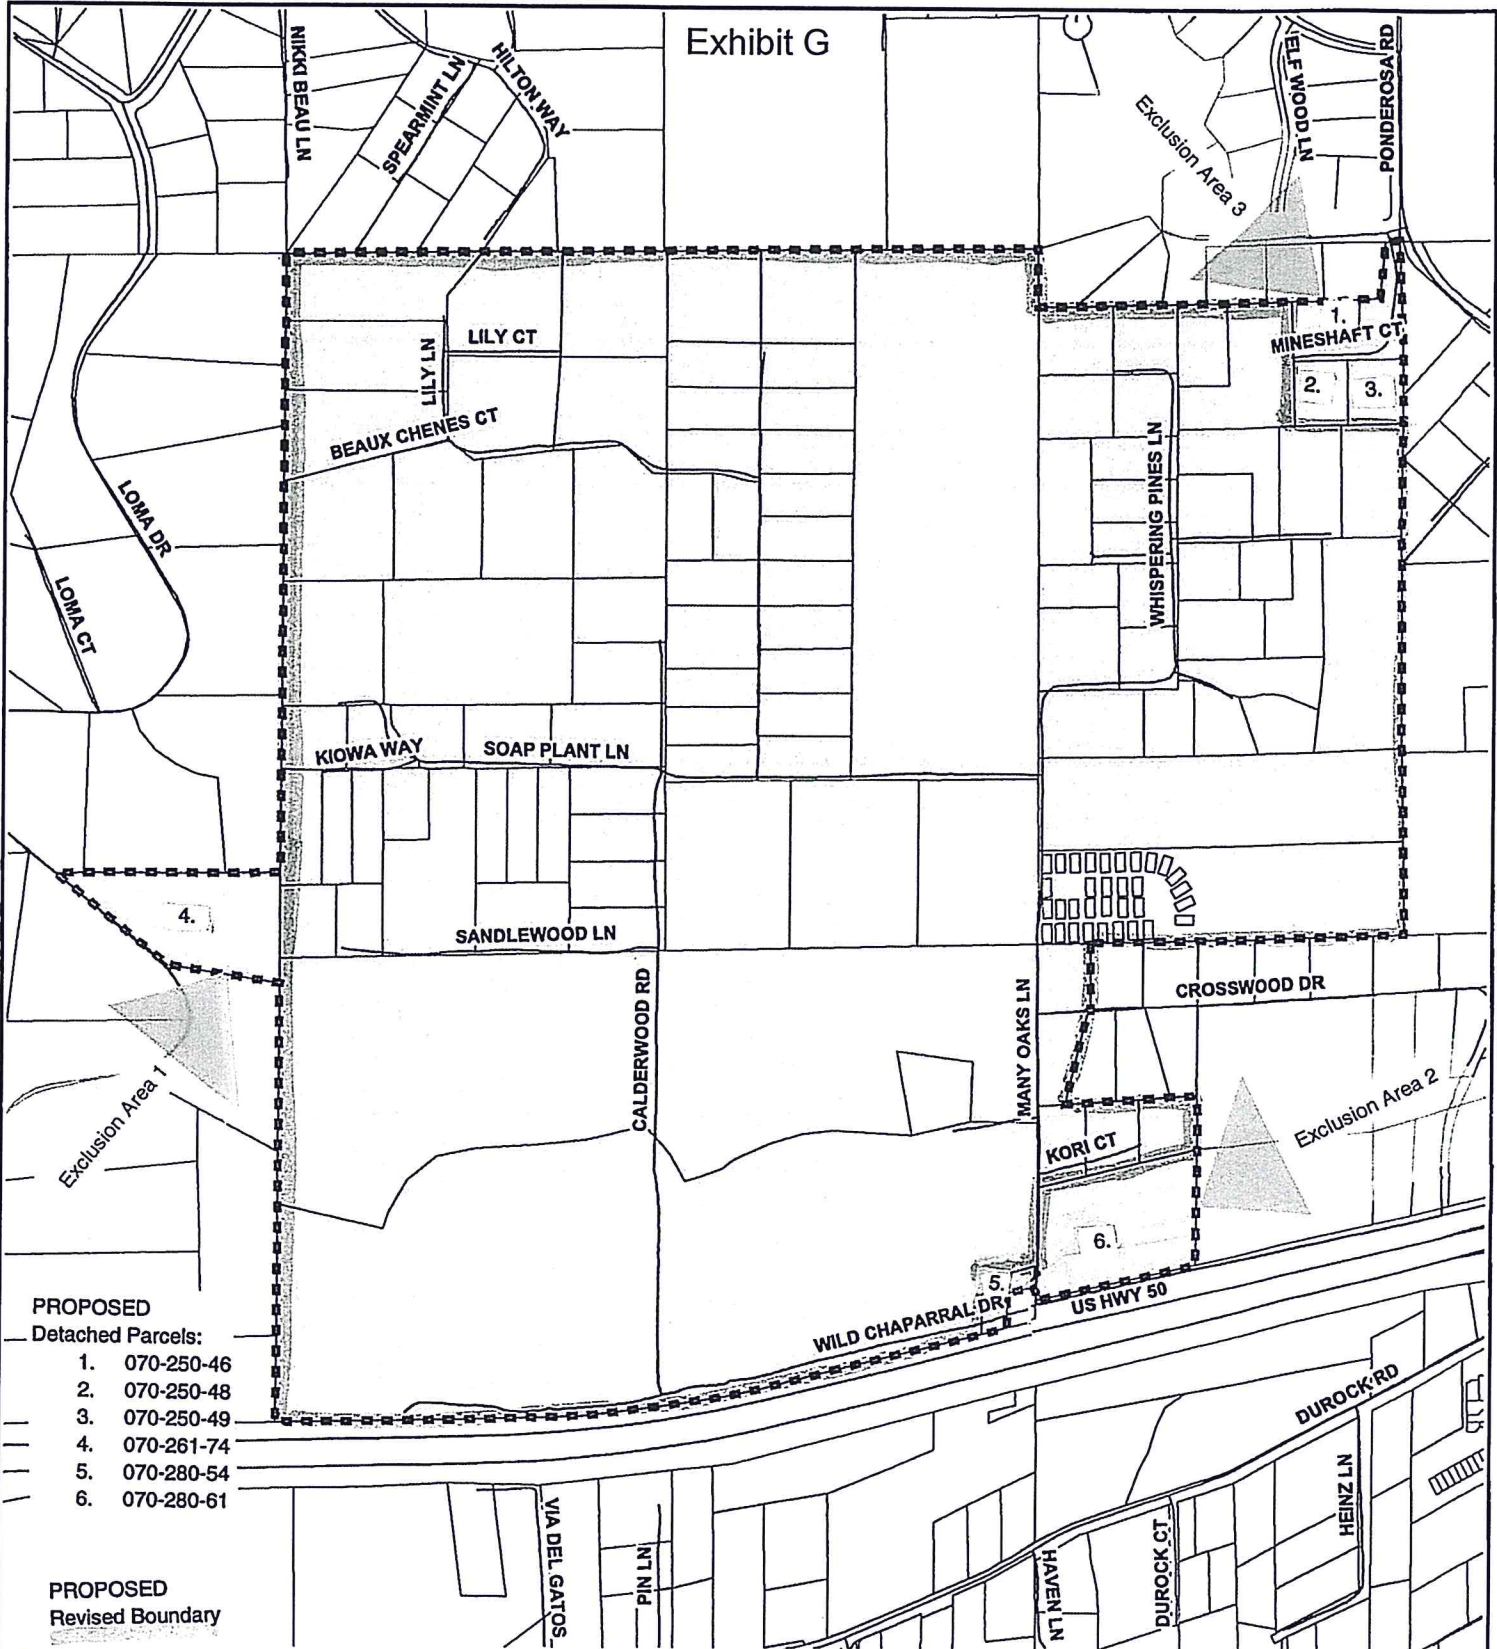 Exhibit G
NIKKI BEAU LN
SPEARMINT LN
HILTON WAY
Exclusion Area 3
ELF WOOD LN
PONDEROSA RD
LILY CT
LILY LN
BEAUX CHENES CT
1.
MINESHAFT CT
2.
3.
LOMA DR
LOMA CT
WHISPERING PINES LN
KIOWA WAY
SOAP PLANT LN
4.
SANDLEWOOD LN
CALDERWOOD RD
MANY OAKS LN
CROSSWOOD DR
Exclusion Area 1
KORI CT
Exclusion Area 2
6.
5.
WILD CHAPARRAL DR
US HWY 50
PROPOSED
Detached Parcels:
1. 070-250-46
2. 070-250-48
3. 070-250-49
4. 070-261-74
5. 070-280-54
6. 070-280-61
DUROCK RD
HEINZ LN
VIA DEL GATOS
PIN LN
HAVEN LN
DUROCK CT
PROPOSED
Revised Boundary